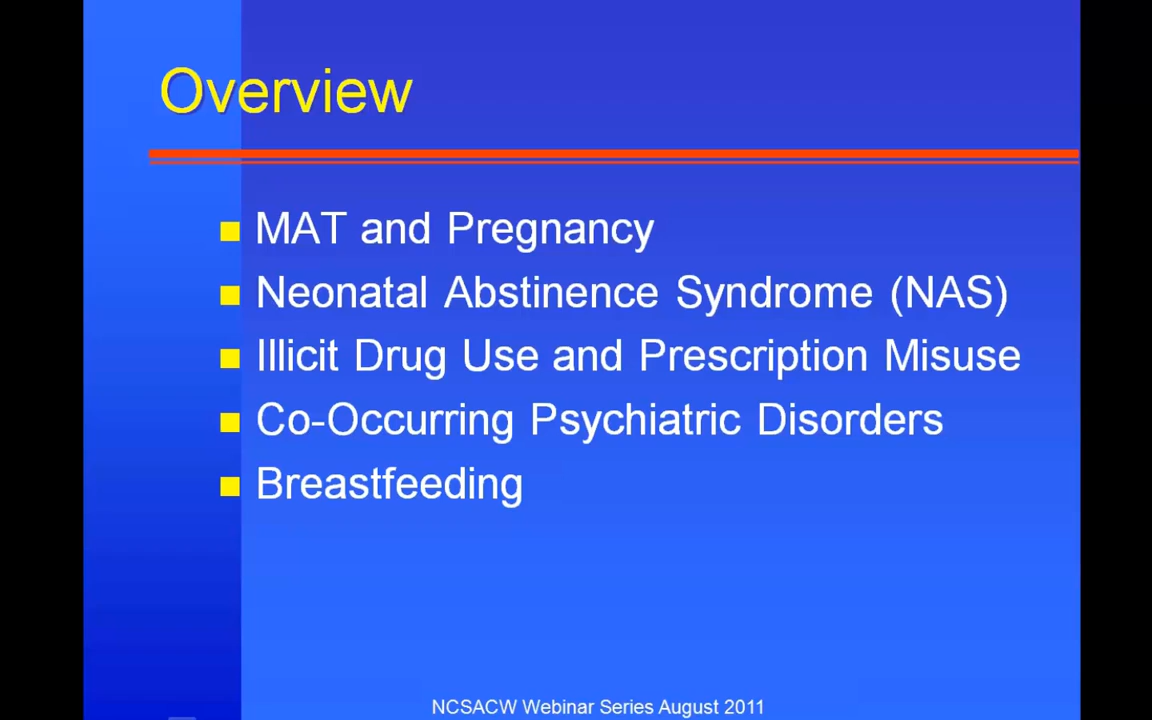 Overview
MAT and Pregnancy
Neonatal Abstinence Syndrome (NAS)
Illicit Drug Use and Prescription Misuse
Co-Occurring Psychiatric Disorders
Breastfeeding
NCSACW Webinar Series August 2011